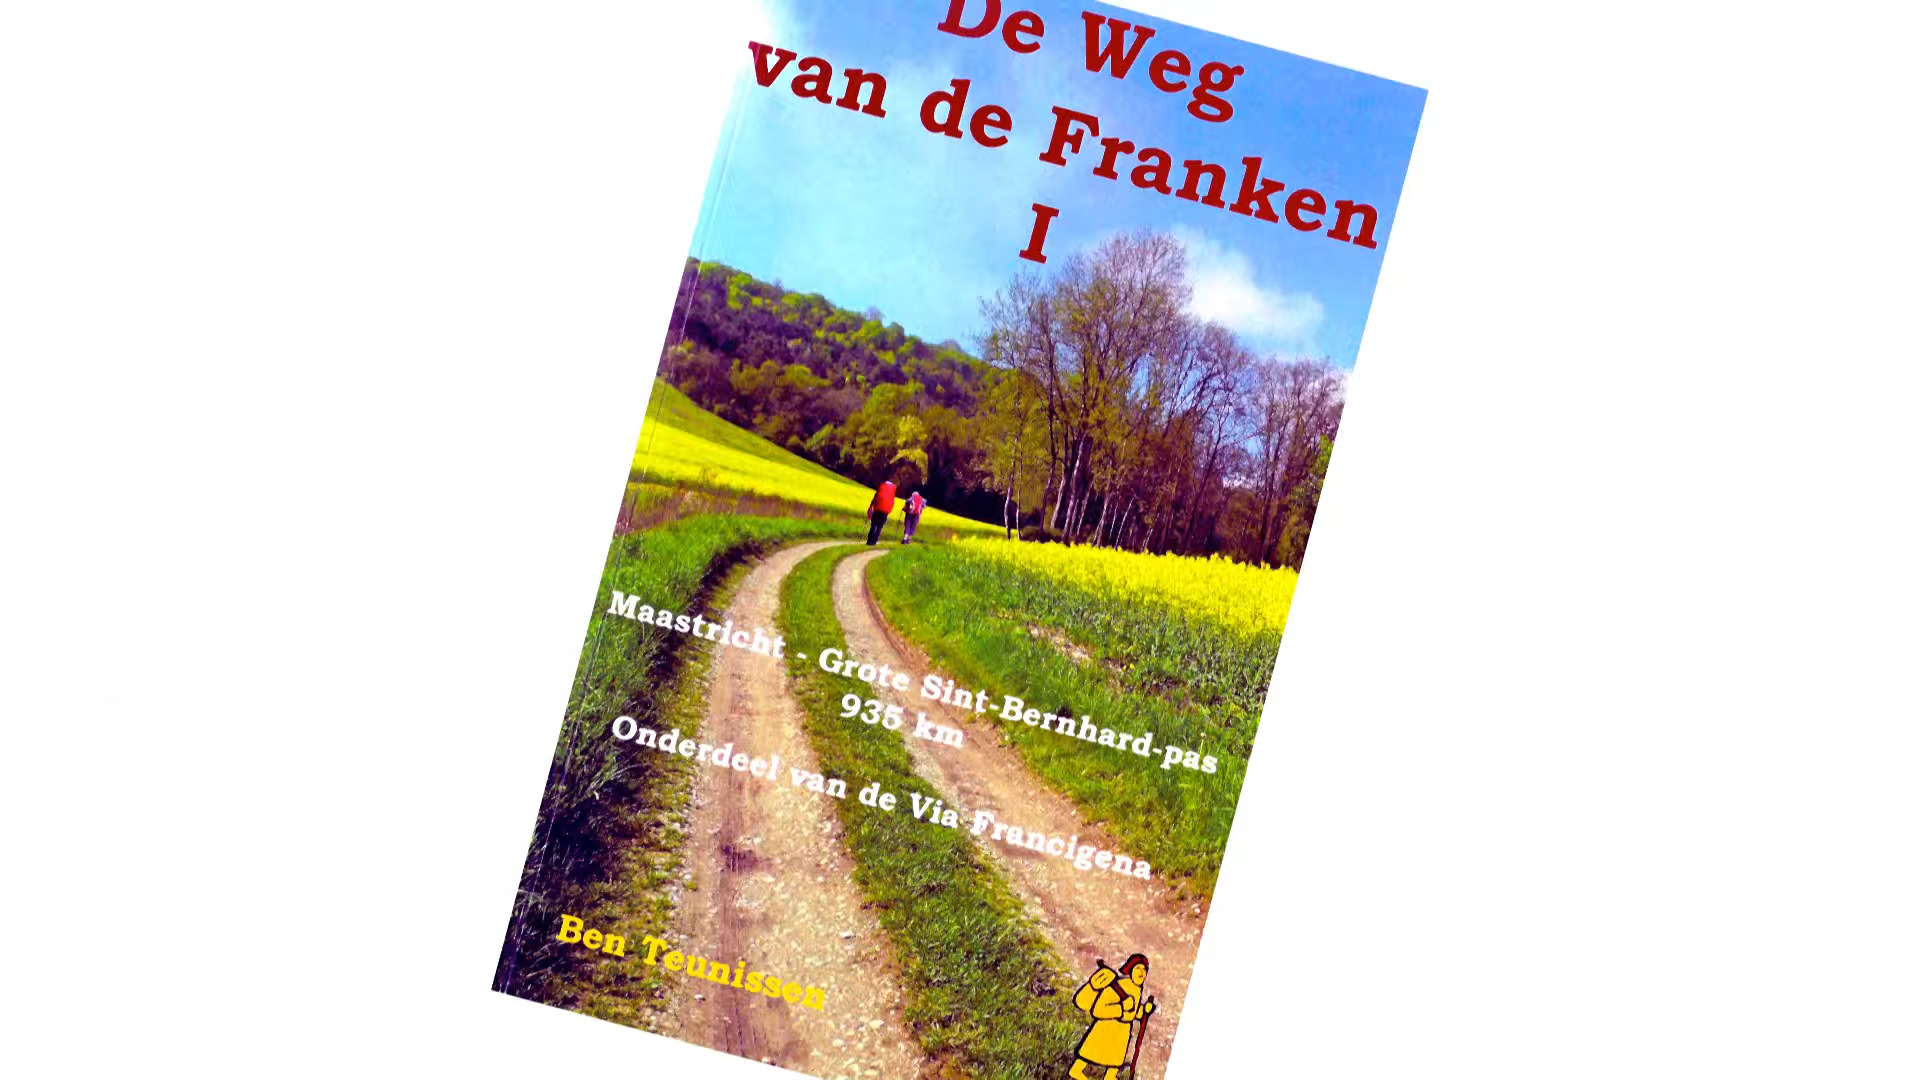 De Weg
van de Franken
I
Maastricht - Grote Sint-Bernhard-pas
935 km
Onderdeel van de Via Francigena
Ben Teunissen